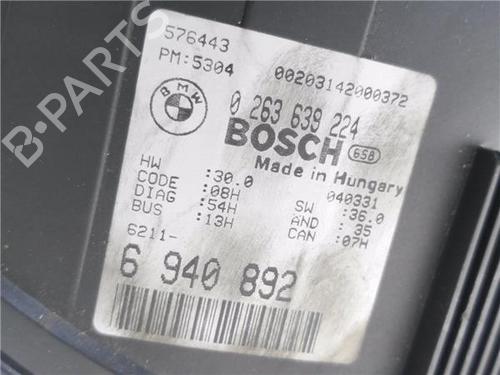 576443
PM:5304
00203142000372
BMW
0 263 639 224
BOSCH 658
Made in Hungary
HW :30.0
CODE :08H
DIAG :54H
BUS :13H
040331
SW :36.0
AND : 35
CAN :07H
6211-
6 940 892
B-PARTS